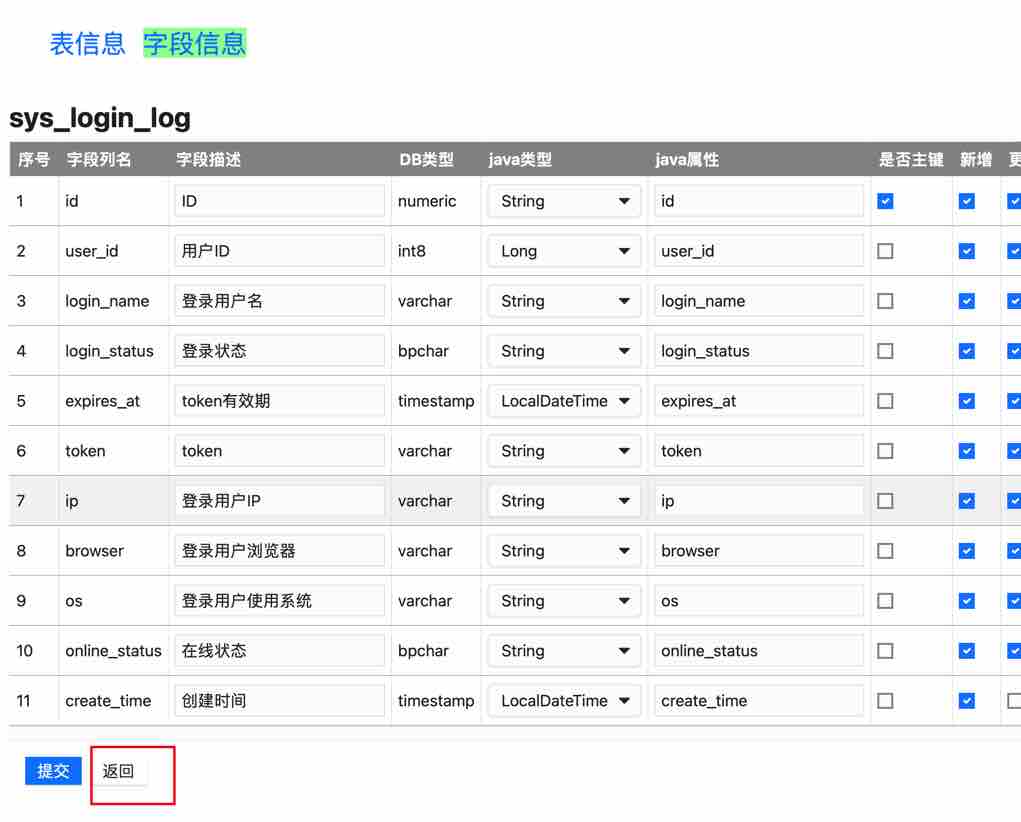 表信息 字段信息
sys_login_log
序号 字段列名 字段描述 DB类型 java类型 java属性 是否主键 新增
1 id ID numeric String id
2 user_id 用户ID int8 Long user_id
3 login_name 登录用户名 varchar String login_name
4 login_status 登录状态 bpchar String login_status
5 expires_at token有效期 timestamp LocalDateTime expires_at
6 token token varchar String token
7 ip 登录用户IP varchar String ip
8 browser 登录用户浏览器 varchar String browser
9 os 登录用户使用系统 varchar String os
10 online_status 在线状态 bpchar String online_status
11 create_time 创建时间 timestamp LocalDateTime create_time
提交 返回